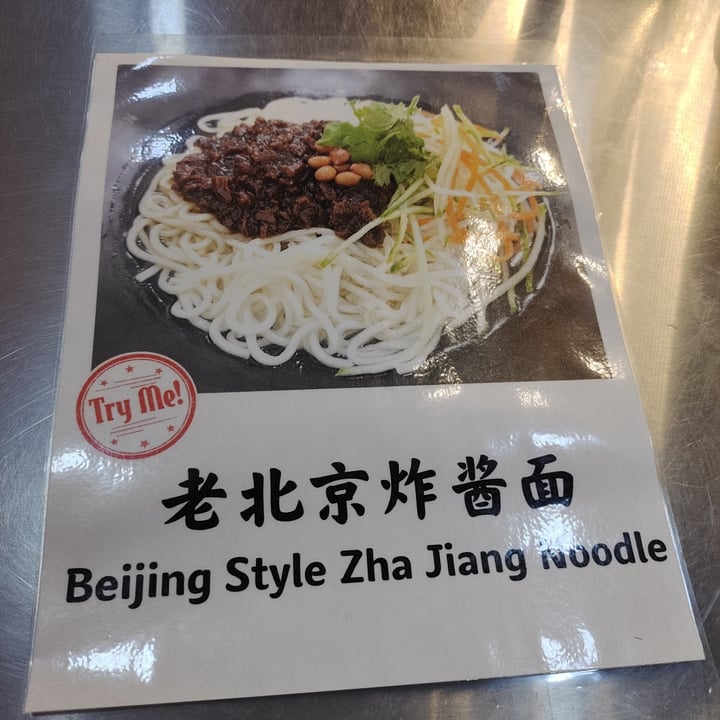 Try Me!
老北京炸酱面
Beijing Style Zha Jiang Noodle